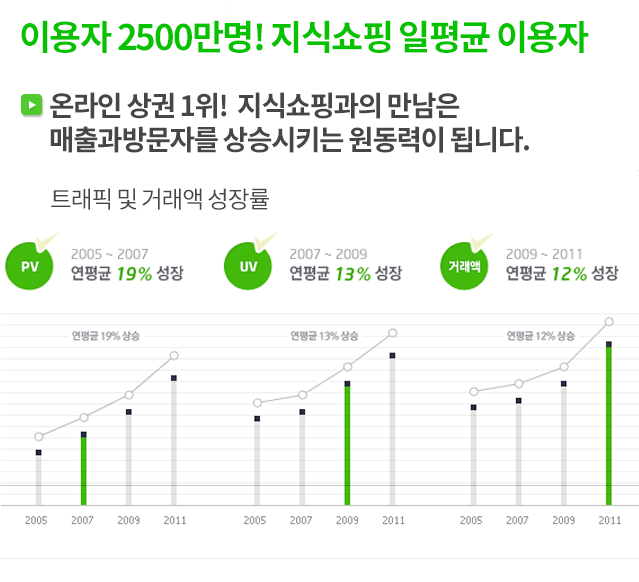 이용자 2500만명! 지식쇼핑 일평균 이용자
온라인 상권 1위! 지식쇼핑과의 만남은
매출과방문자를 상승시키는 원동력이 됩니다.
트래픽 및 거래액 성장률
PV
2005 ~ 2007
연평균 19% 성장
UV
2007 ~ 2009
연평균 13% 성장
거래액
2009 ~ 2011
연평균 12% 성장
연평균 19% 상승
연평균 13% 상승
연평균 12% 상승
2005 2007 2009 2011
2005 2007 2009 2011
2005 2007 2009 2011